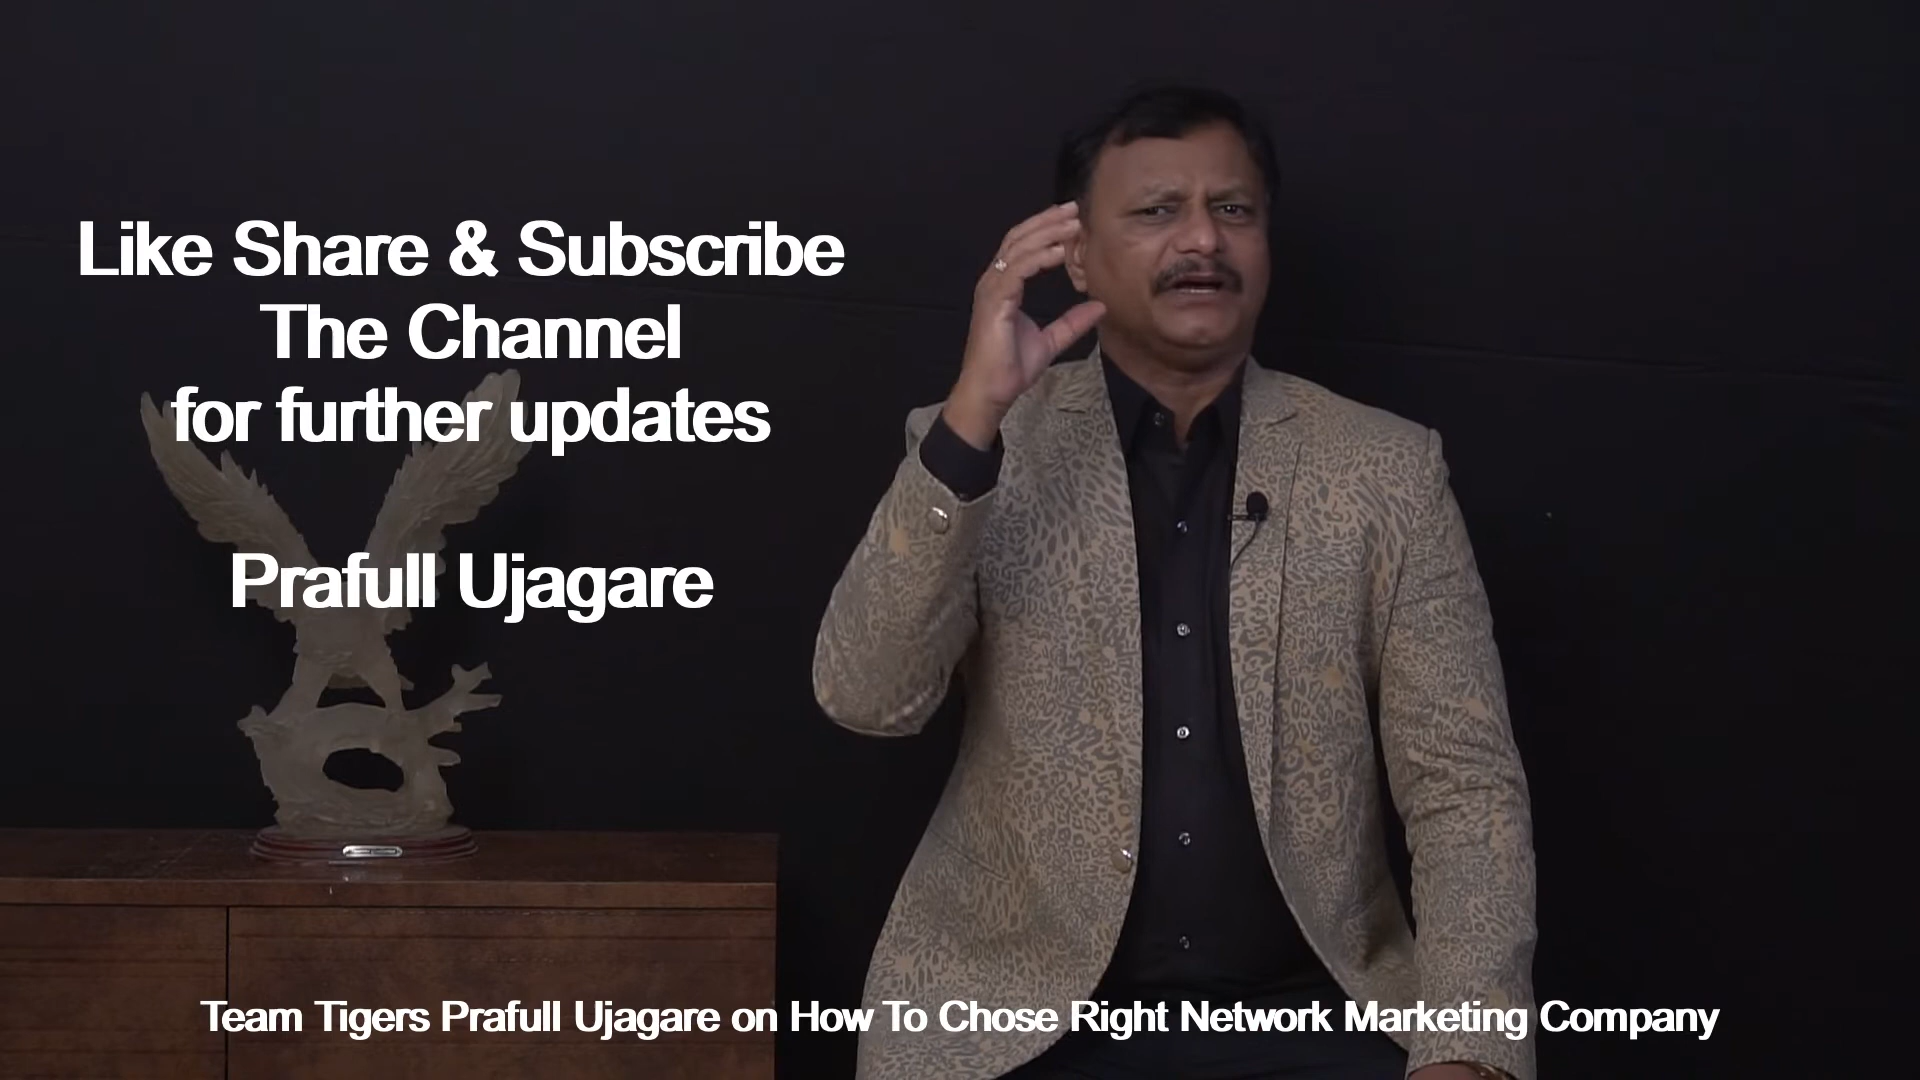 Like Share & Subscribe
The Channel
for further updates
Prafull Ujagare
Team Tigers Prafull Ujagare on How To Chose Right Network Marketing Company